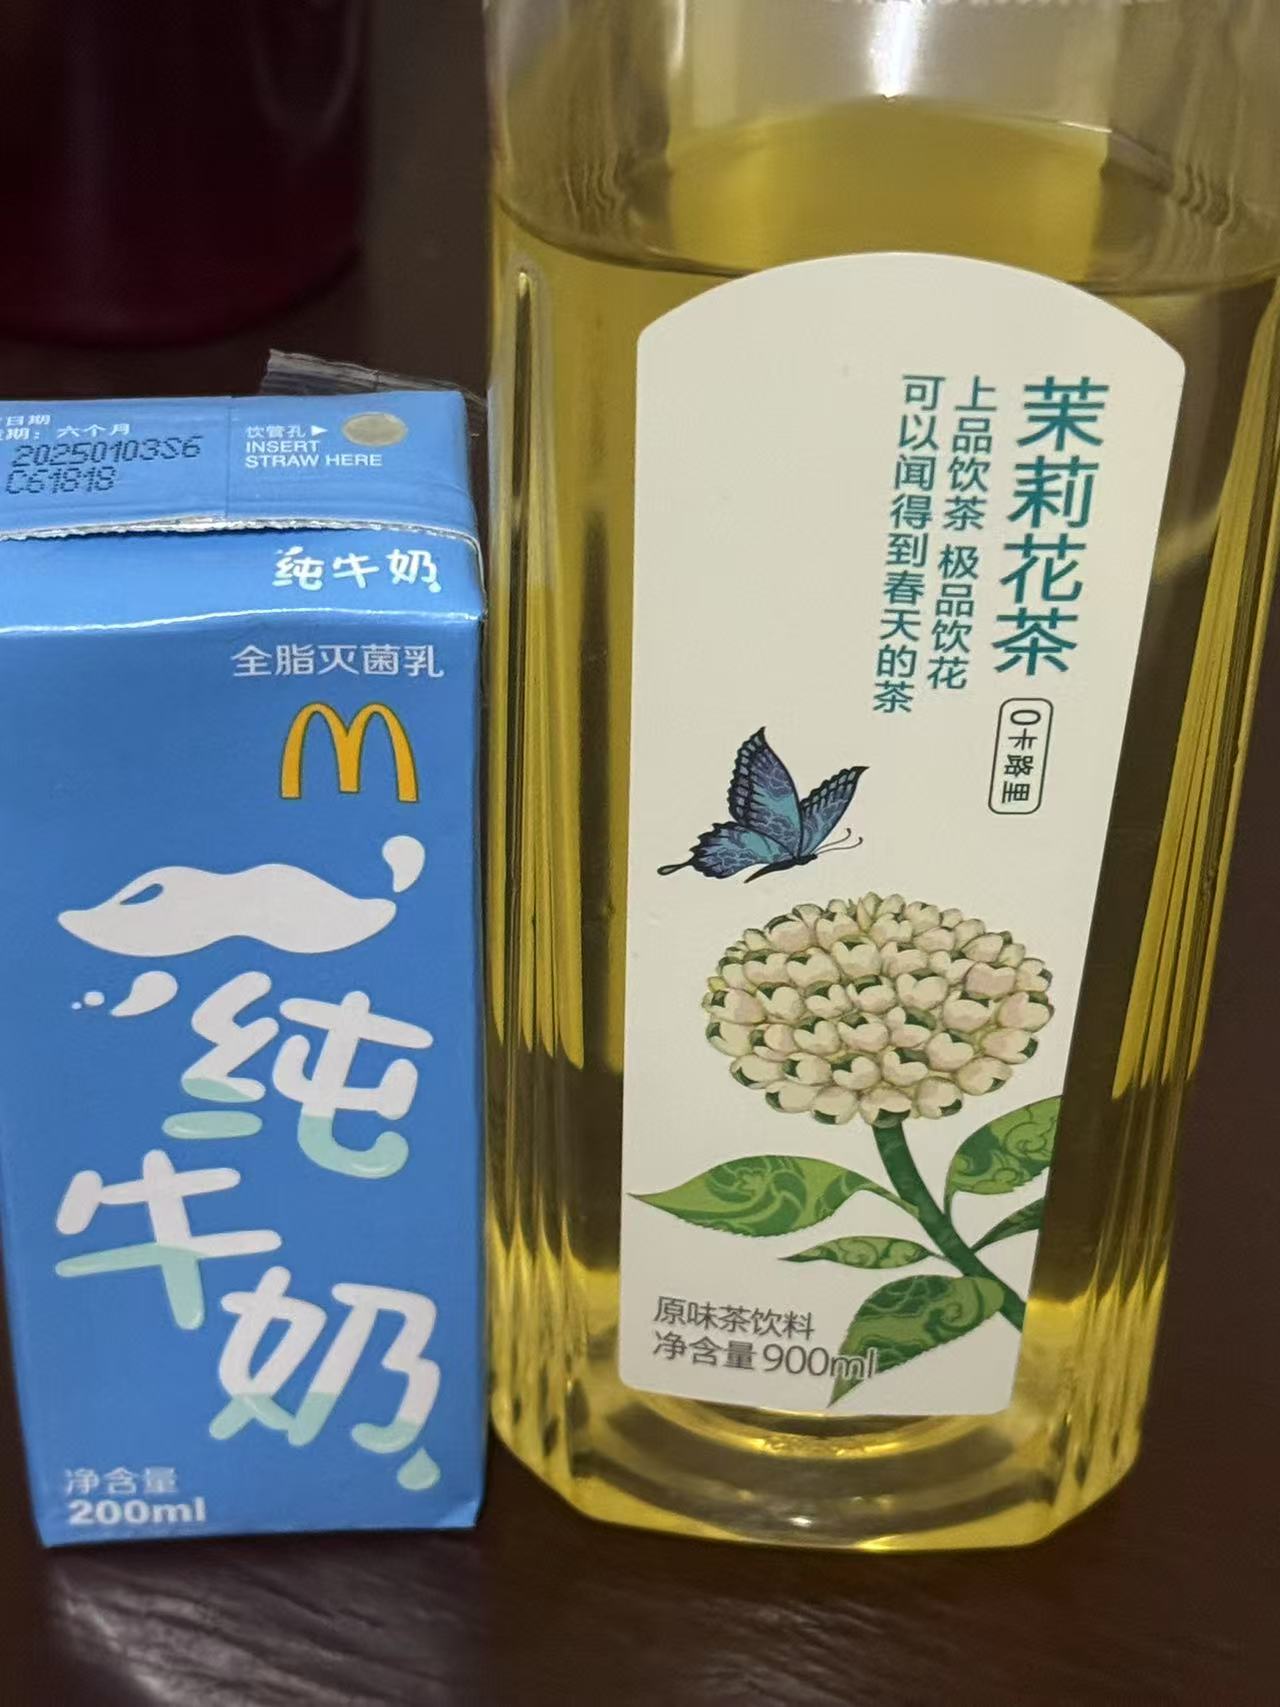 日期
期：六个月
20250103S6
C61818
饮管孔▶
INSERT
STRAW HERE
纯牛奶
全脂灭菌乳
纯
牛
奶
净含量
200ml
茉莉花茶
0卡路里
上品饮茶 极品饮花
可以闻得到春天的茶
原味茶饮料
净含量900ml